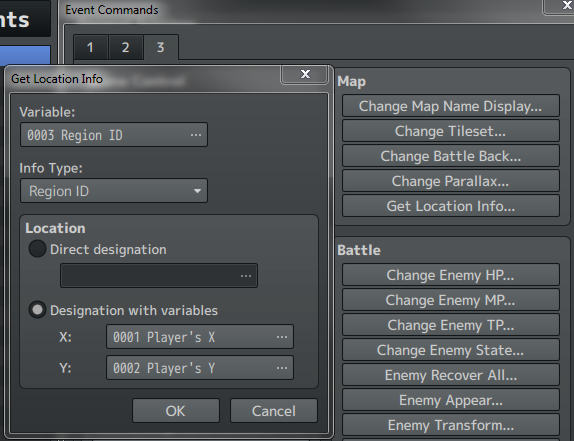 nts
Event Commands
1 2 3
Get Location Info
Variable:
0003 Region ID ...
Info Type:
Region ID
Location
Direct designation
...
Designation with variables
X: 0001 Player's X ...
Y: 0002 Player's Y ...
OK Cancel
Map
Change Map Name Display...
Change Tileset...
Change Battle Back...
Change Parallax...
Get Location Info...
Battle
Change Enemy HP...
Change Enemy MP...
Change Enemy TP...
Change Enemy State...
Enemy Recover All...
Enemy Appear...
Enemy Transform...